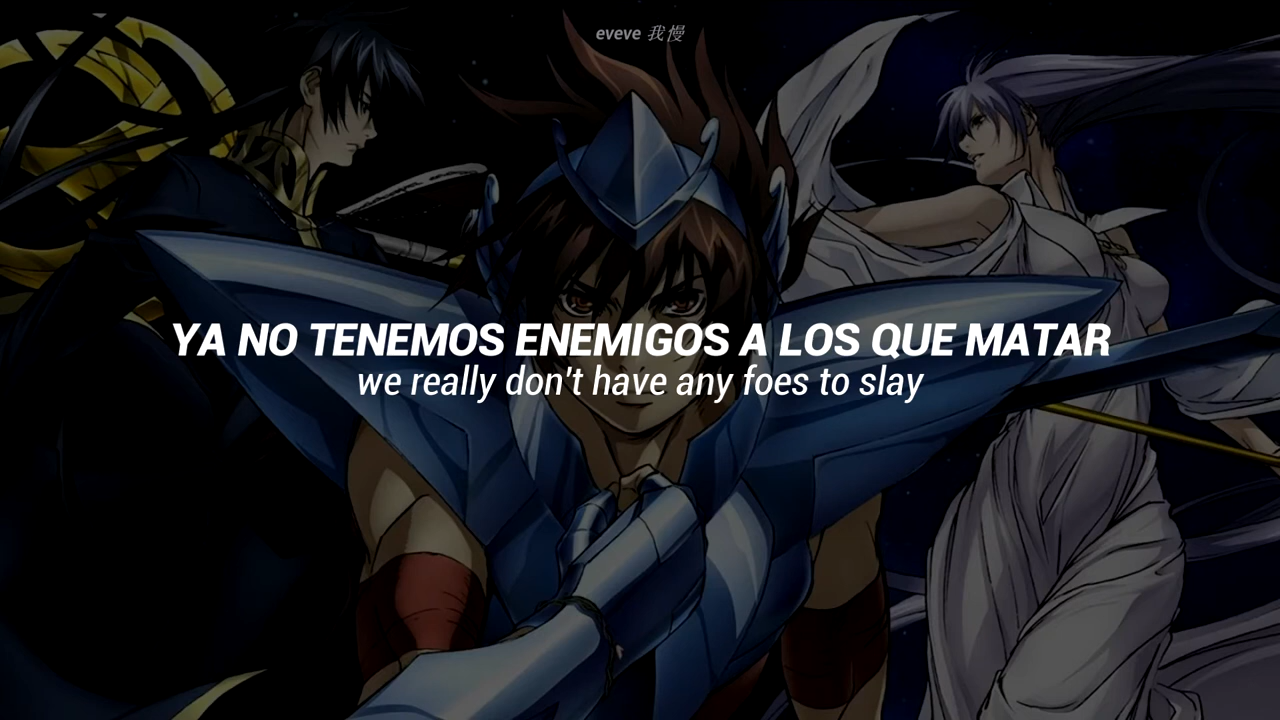 eveve 我慢
YA NO TENEMOS ENEMIGOS A LOS QUE MATAR
we really don't have any foes to slay